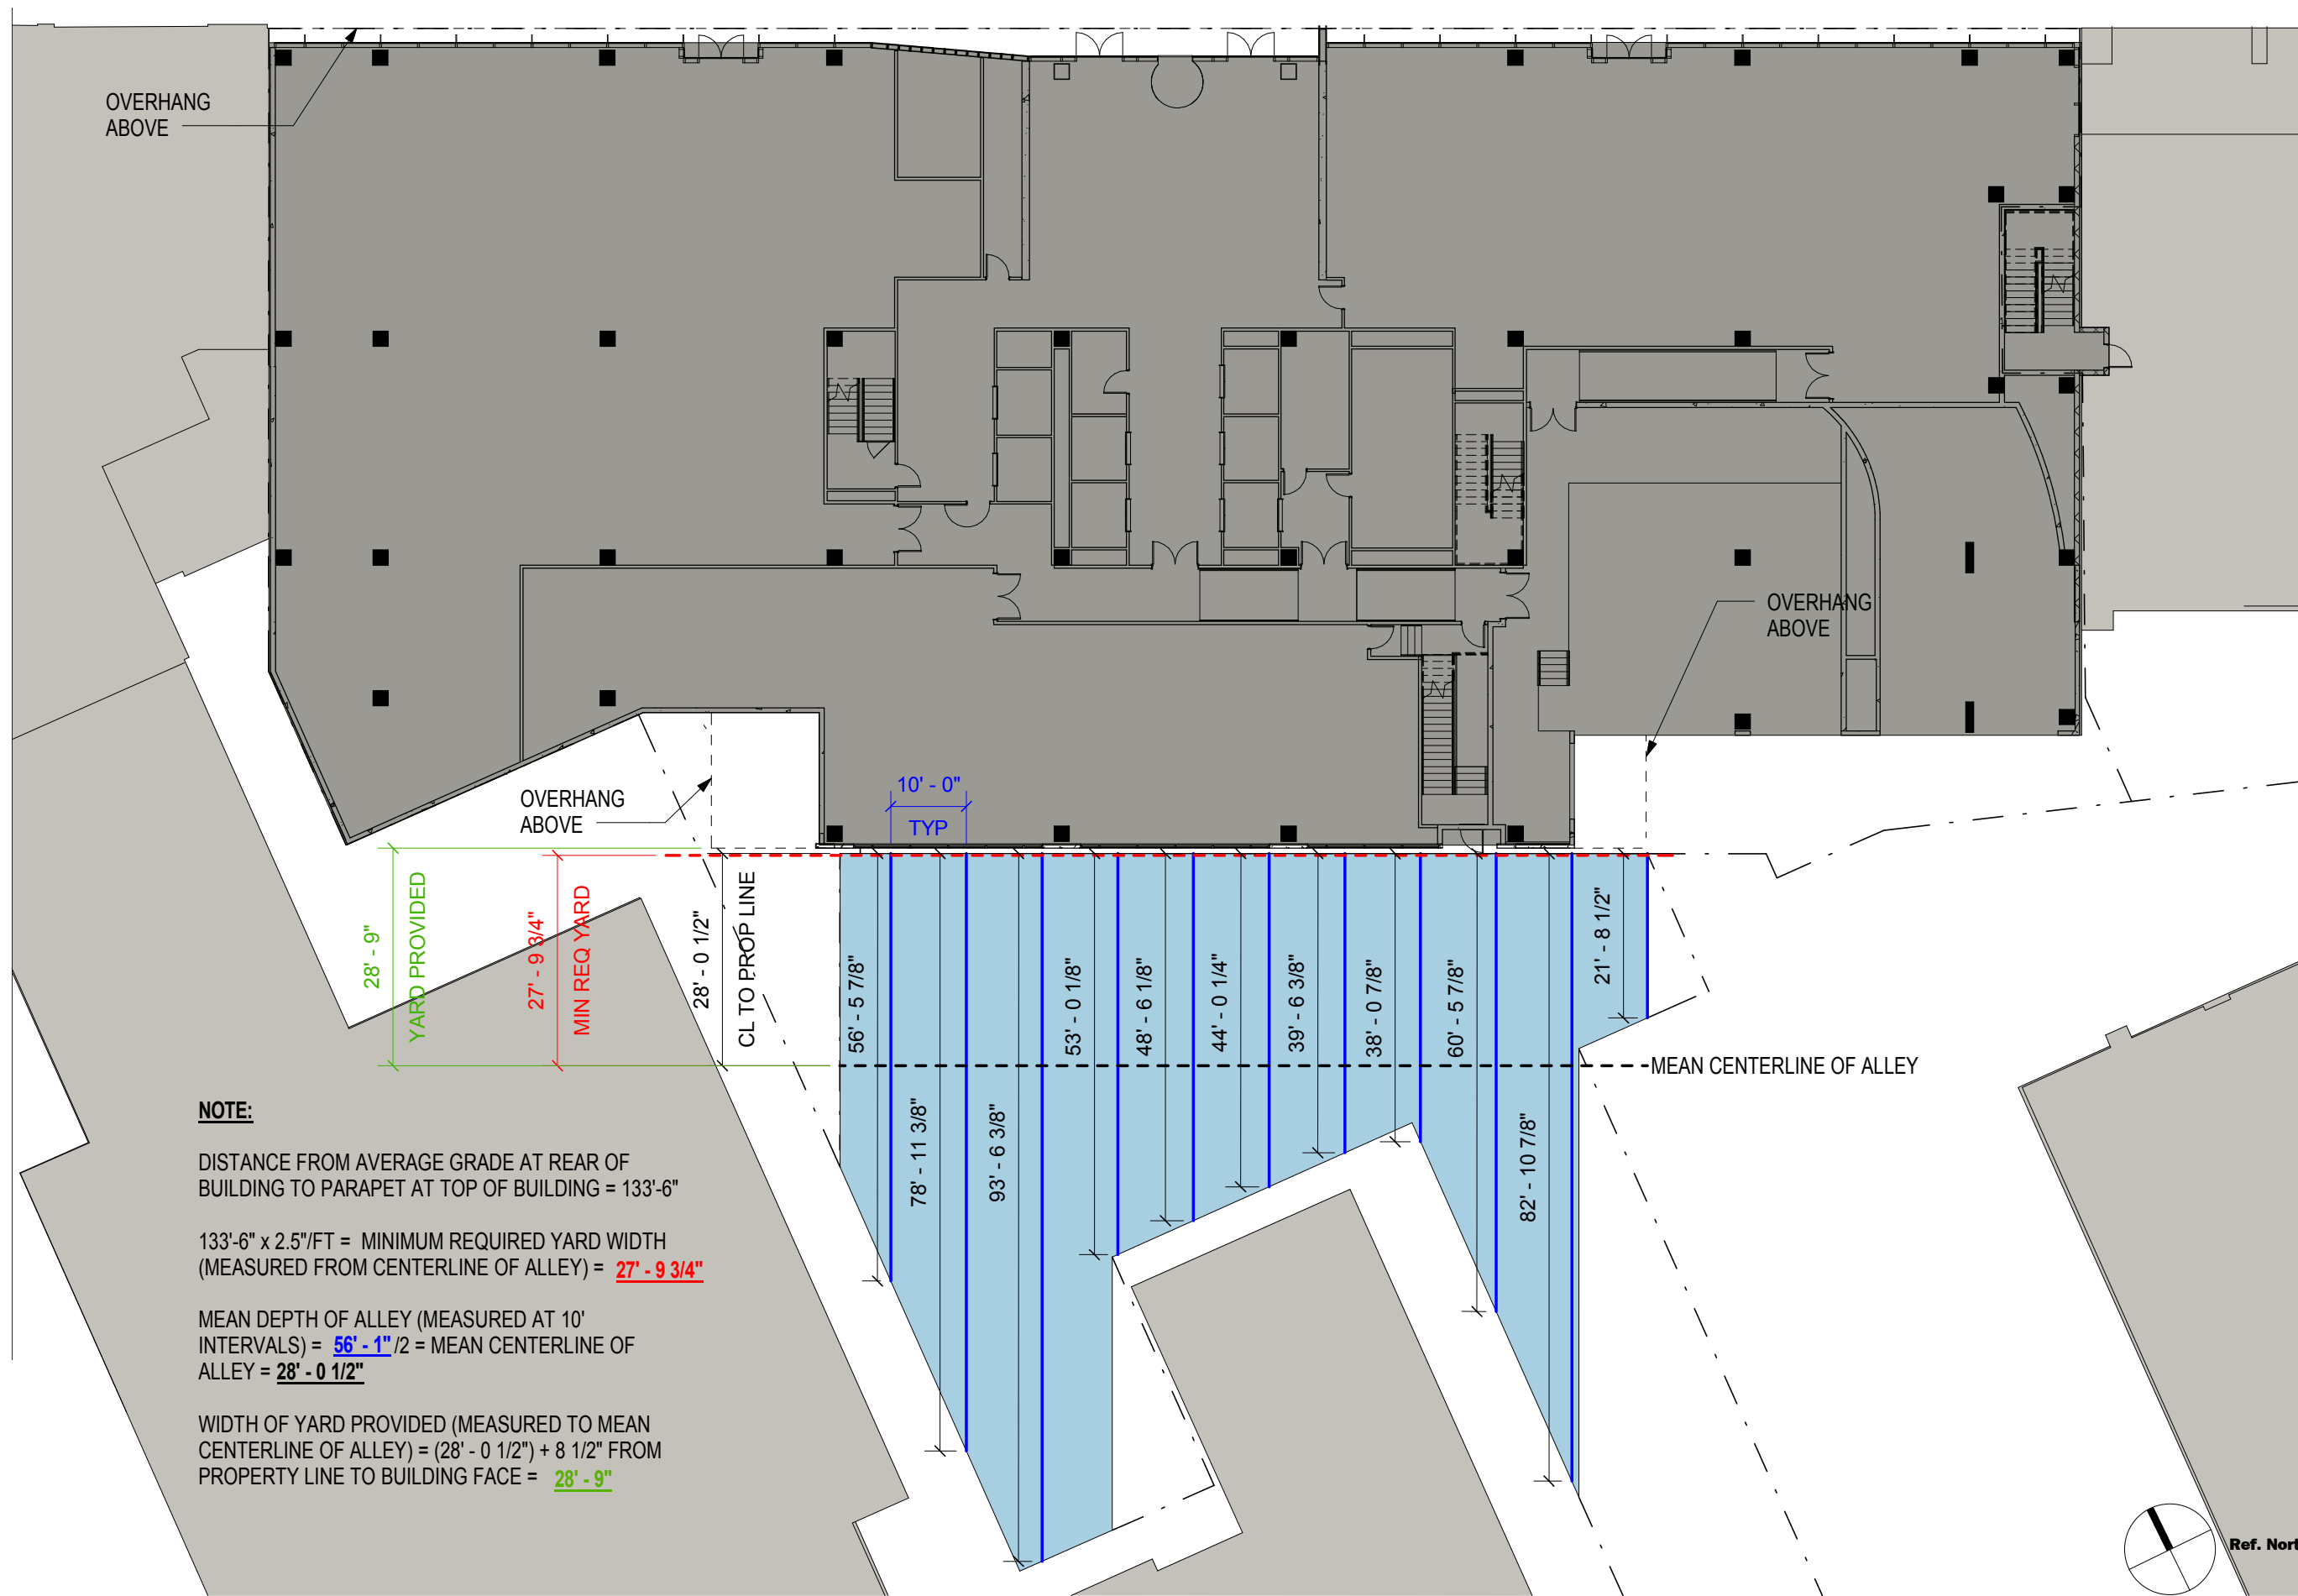 OVERHANG
ABOVE
OVERHANG
ABOVE
OVERHANG
ABOVE
10' - 0"
TYP
28' - 9"
YARD PROVIDED
27' - 9 3/4"
MIN REQ YARD
28' - 0 1/2"
CL TO PROP LINE
56' - 5 7/8"
78' - 11 3/8"
93' - 6 3/8"
53' - 0 1/8"
48' - 6 1/8"
44' - 0 1/4"
39' - 6 3/8"
38' - 0 7/8"
60' - 5 7/8"
82' - 10 7/8"
21' - 8 1/2"
MEAN CENTERLINE OF ALLEY
NOTE:
DISTANCE FROM AVERAGE GRADE AT REAR OF
BUILDING TO PARAPET AT TOP OF BUILDING = 133'-6"
133'-6" x 2.5"/FT = MINIMUM REQUIRED YARD WIDTH
(MEASURED FROM CENTERLINE OF ALLEY) = 27' - 9 3/4"
MEAN DEPTH OF ALLEY (MEASURED AT 10'
INTERVALS) = 56' - 1" /2 = MEAN CENTERLINE OF
ALLEY = 28' - 0 1/2"
WIDTH OF YARD PROVIDED (MEASURED TO MEAN
CENTERLINE OF ALLEY) = (28' - 0 1/2") + 8 1/2" FROM
PROPERTY LINE TO BUILDING FACE = 28' - 9"
Ref. Nort